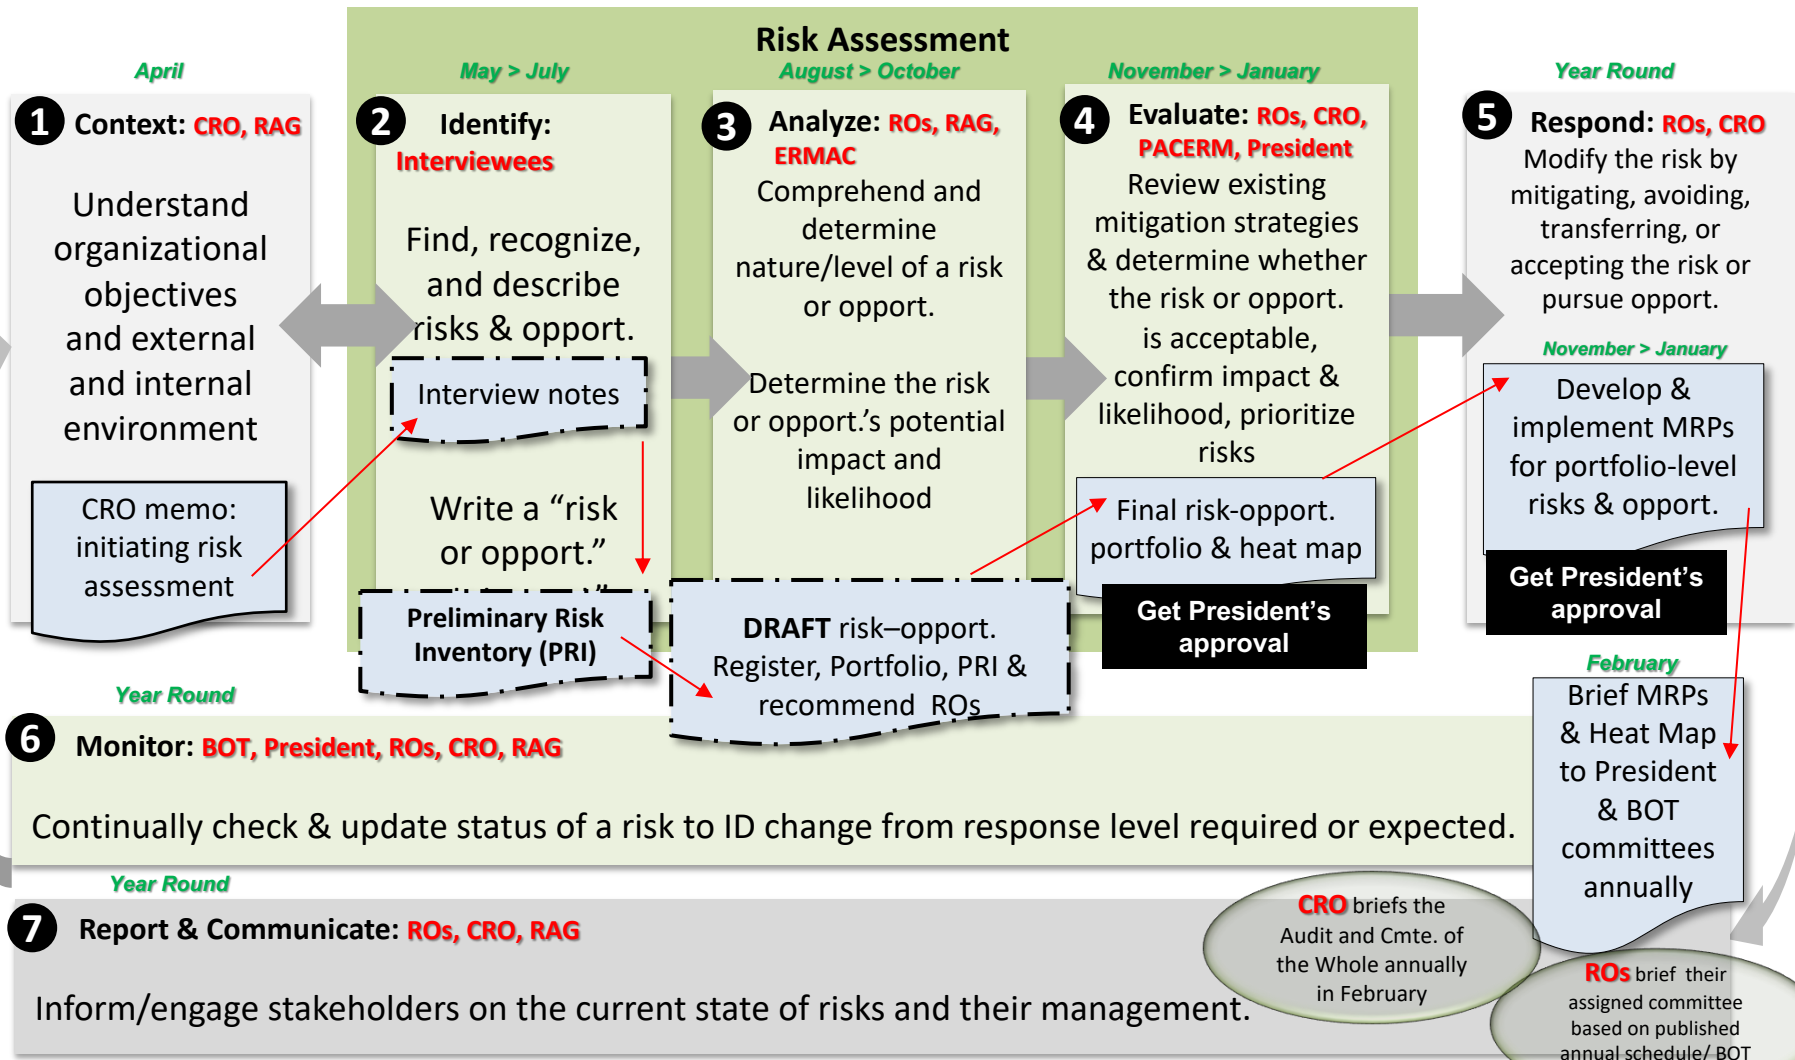 Risk Assessment
April
1 Context: CRO, RAG
Understand
organizational
objectives
and external
and internal
environment
CRO memo:
initiating risk
assessment
May > July
2 Identify:
Interviewees
Find, recognize,
and describe
risks & opport.
Interview notes
Write a “risk
or opport.”
Preliminary Risk
Inventory (PRI)
August > October
3 Analyze: ROs, RAG,
ERMAC
Comprehend and
determine
nature/level of a risk
or opport.
Determine the risk
or opport.’s potential
impact and
likelihood
DRAFT risk–opport.
Register, Portfolio, PRI &
recommend ROs
November > January
4 Evaluate: ROs, CRO,
PACERM, President
Review existing
mitigation strategies
& determine whether
the risk or opport.
is acceptable,
confirm impact &
likelihood, prioritize
risks
Final risk-opport.
portfolio & heat map
Get President’s
approval
Year Round
5 Respond: ROs, CRO
Modify the risk by
mitigating, avoiding,
transferring, or
accepting the risk or
pursue opport.
November > January
Develop &
implement MRPs
for portfolio-level
risks & opport.
Get President’s
approval
February
Brief MRPs
& Heat Map
to President
& BOT
committees
annually
Year Round
6 Monitor: BOT, President, ROs, CRO, RAG
Continually check & update status of a risk to ID change from response level required or expected.
Year Round
7 Report & Communicate: ROs, CRO, RAG
Inform/engage stakeholders on the current state of risks and their management.
CRO briefs the
Audit and Cmte. of
the Whole annually
in February
ROs brief their
assigned committee
based on published
annual schedule/ BOT